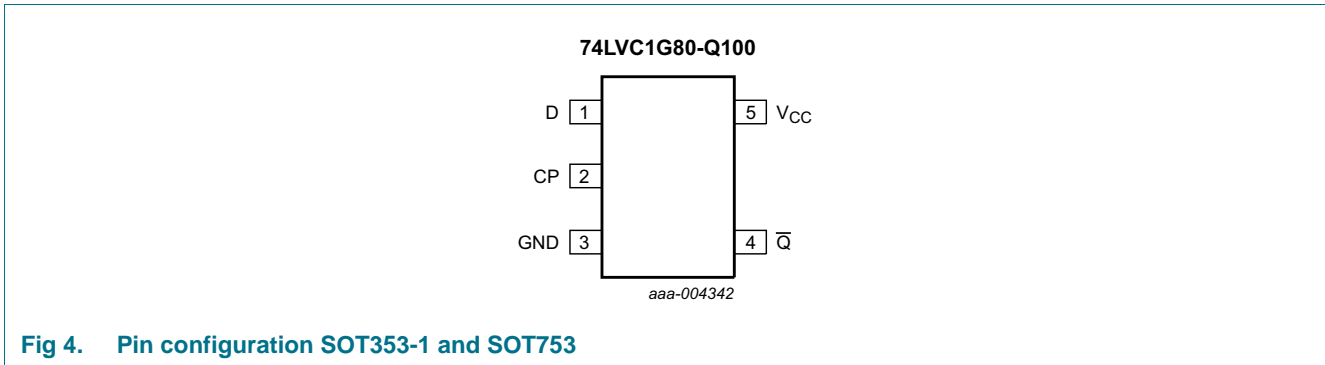 74LVC1G80-Q100
D 1 5 VCC
CP 2
GND 3 4 Q̅
aaa-004342
Fig 4. Pin configuration SOT353-1 and SOT753